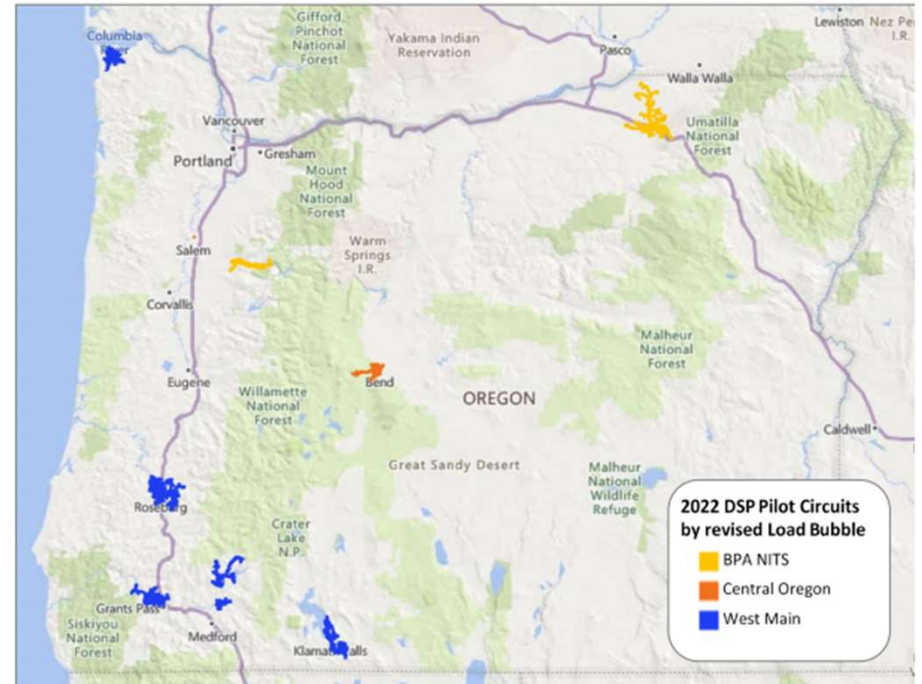 Columbia
River
Gifford
Pinchot
National
Forest
Yakama Indian
Reservation
Pasco
Lewiston
Nez Pe
I.R.
Walla Walla
Vancouver
Umatilla
National
Forest
Portland
Gresham
Mount
Hood
National
Forest
Salem
Warm
Springs
I.R.
Corvallis
Malheur
National
Forest
Eugene
Bend
Willamette
National
Forest
OREGON
Caldwell
Great Sandy Desert
Malheur
National
Wildlife
Refuge
Roseburg
Crater
Lake
N.P.
Grants Pass
Siskiyou
National
Forest
Medford
Klamath Falls
2022 DSP Pilot Circuits
by revised Load Bubble
BPA NITS
Central Oregon
West Main